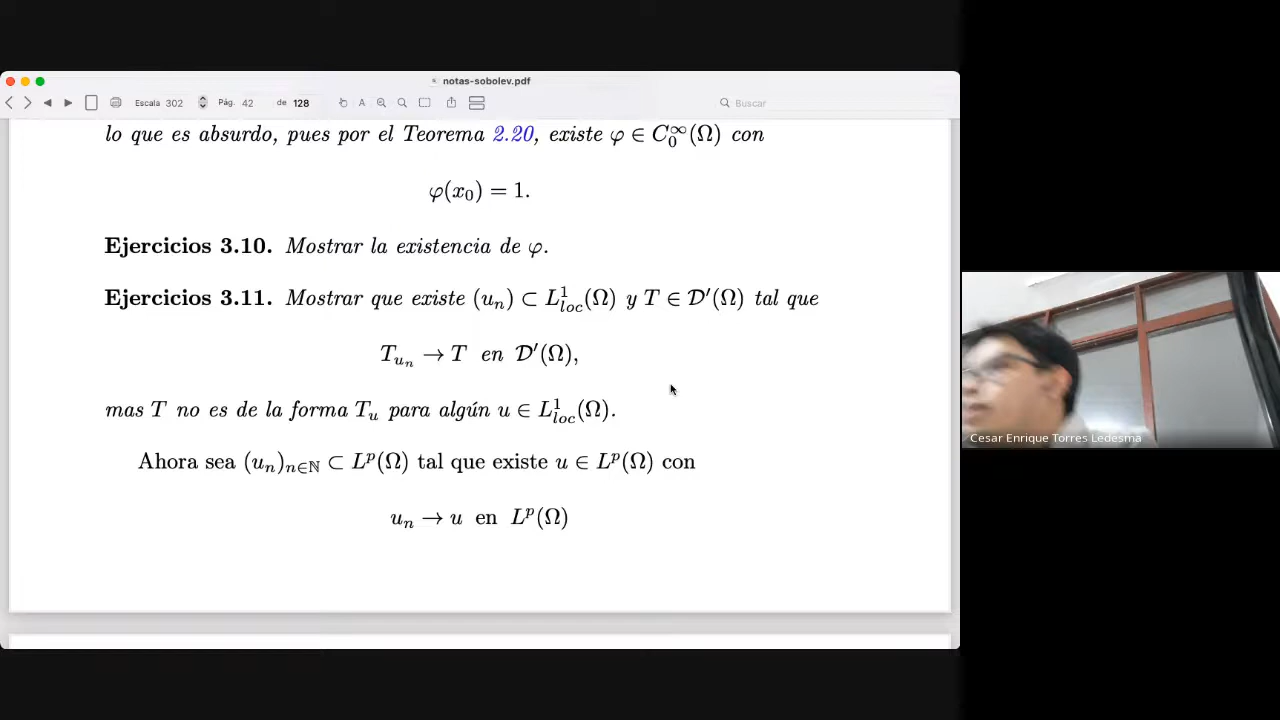 notas-sobolev.pdf
Escala 302 Pág. 42 de 128 Buscar
lo que es absurdo, pues por el Teorema 2.20, existe φ ∈ C₀^∞(Ω) con
φ(x₀) = 1.
Ejercicios 3.10. Mostrar la existencia de φ.
Ejercicios 3.11. Mostrar que existe (uₙ) ⊂ L¹_loc(Ω) y T ∈ 𝒟′(Ω) tal que
T_{uₙ} → T en 𝒟′(Ω),
mas T no es de la forma T_u para algún u ∈ L¹_loc(Ω).
Ahora sea (uₙ)_{n∈ℕ} ⊂ Lᵖ(Ω) tal que existe u ∈ Lᵖ(Ω) con
uₙ → u en Lᵖ(Ω)
Cesar Enrique Torres Ledesma